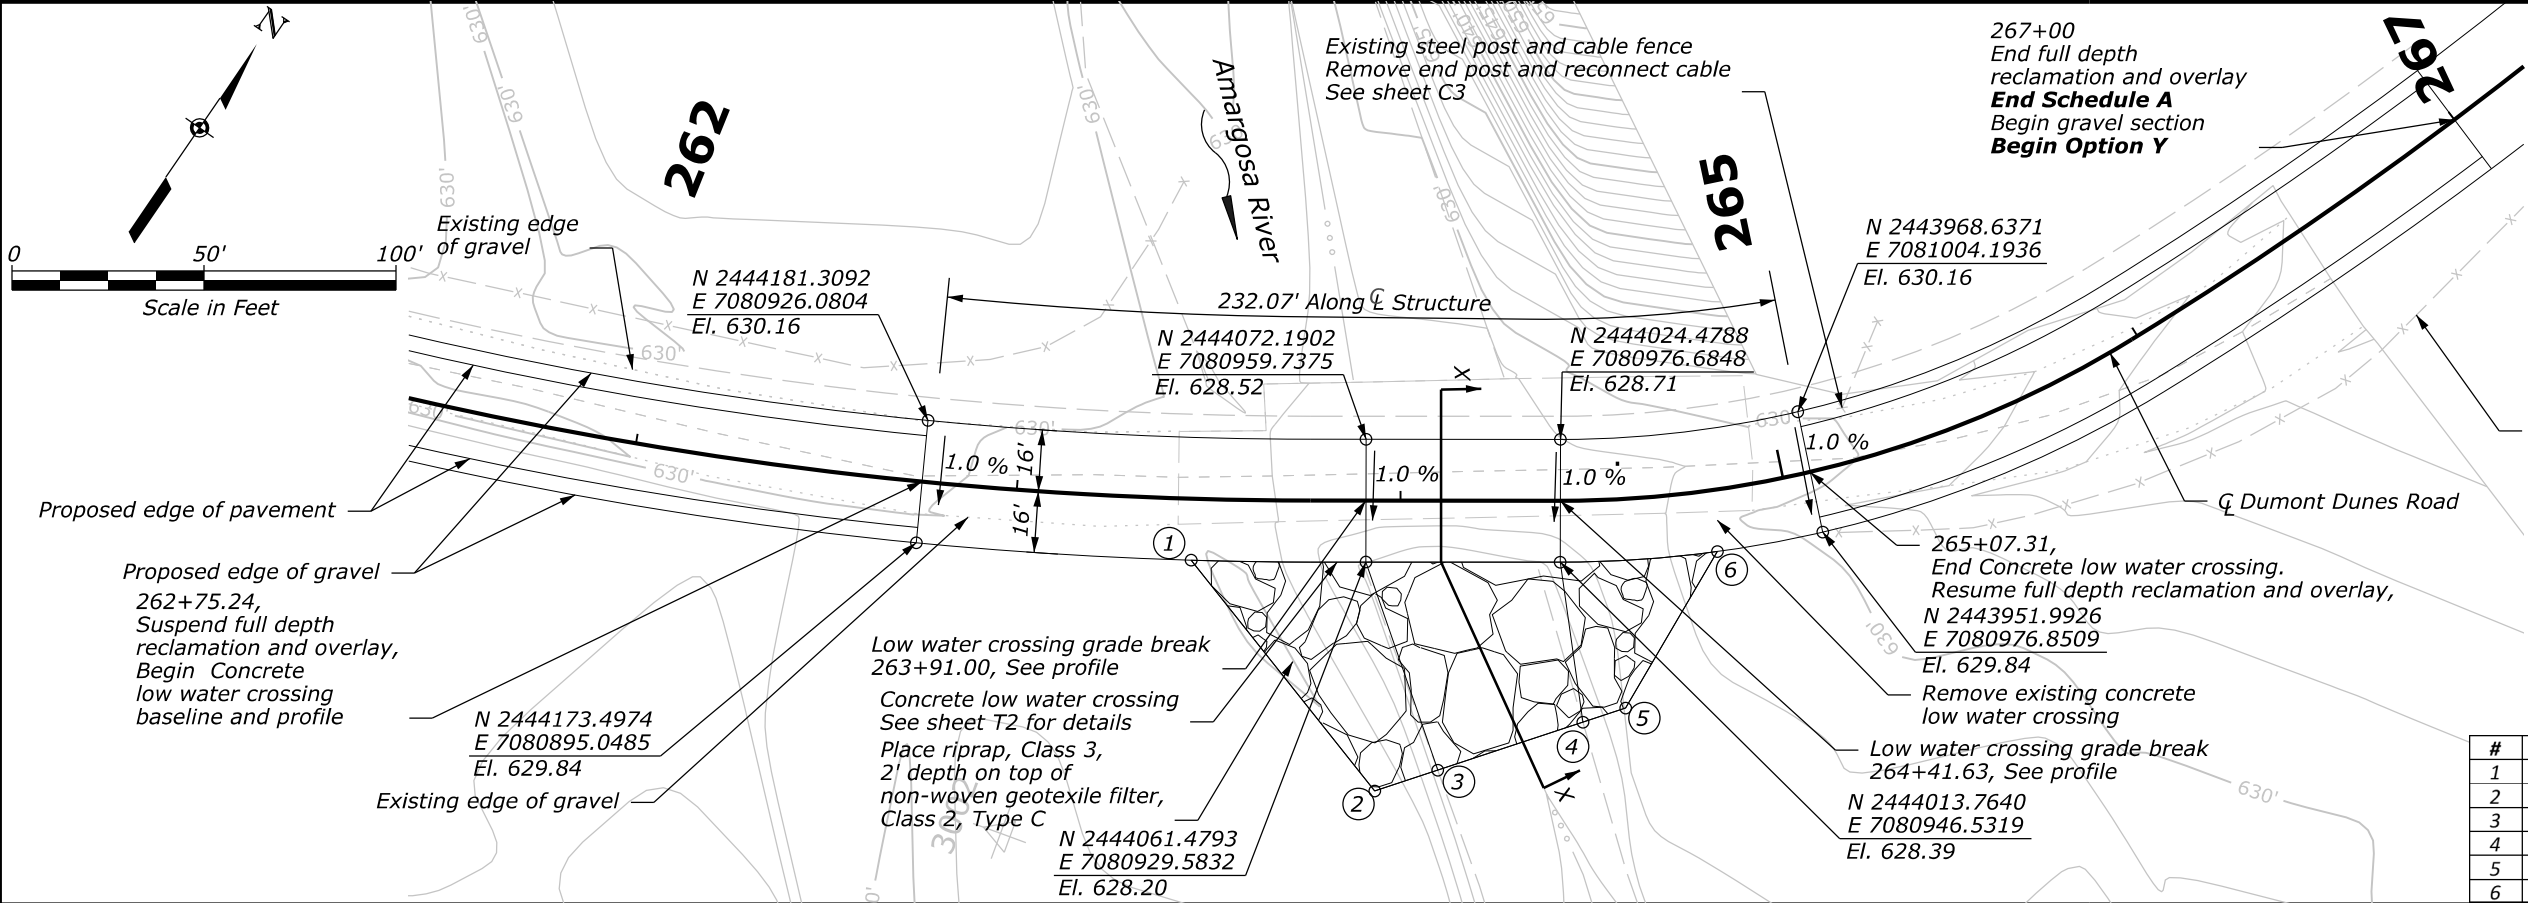 N
0 50' 100'
Scale in Feet
262
265
267
Amargosa River
Existing steel post and cable fence
Remove end post and reconnect cable
See sheet C3
267+00
End full depth
reclamation and overlay
End Schedule A
Begin gravel section
Begin Option Y
Existing edge
of gravel
N 2444181.3092
E 7080926.0804
El. 630.16
232.07' Along ℄ Structure
N 2444072.1902
E 7080959.7375
El. 628.52
N 2444024.4788
E 7080976.6848
El. 628.71
N 2443968.6371
E 7081004.1936
El. 630.16
630'
630'
630'
630'
630'
630'
630'
630'
630'
630'
630'
630'
X
1.0 %
16'
16'
1.0 %
1.0 %
1.0 %
Proposed edge of pavement
Proposed edge of gravel
262+75.24,
Suspend full depth
reclamation and overlay,
Begin Concrete
low water crossing
baseline and profile
N 2444173.4974
E 7080895.0485
El. 629.84
Existing edge of gravel
Low water crossing grade break
263+91.00, See profile
Concrete low water crossing
See sheet T2 for details
Place riprap, Class 3,
2' depth on top of
non-woven geotexile filter,
Class 2, Type C
N 2444061.4793
E 7080929.5832
El. 628.20
1
2
3
4
5
6
X
℄ Dumont Dunes Road
265+07.31,
End Concrete low water crossing.
Resume full depth reclamation and overlay,
N 2443951.9926
E 7080976.8509
El. 629.84
Remove existing concrete
low water crossing
Low water crossing grade break
264+41.63, See profile
N 2444013.7640
E 7080946.5319
El. 628.39
#
1
2
3
4
5
6